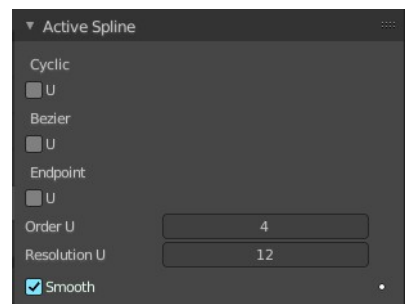 Active Spline
Cyclic
U
Bezier
U
Endpoint
U
Order U 4
Resolution U 12
Smooth